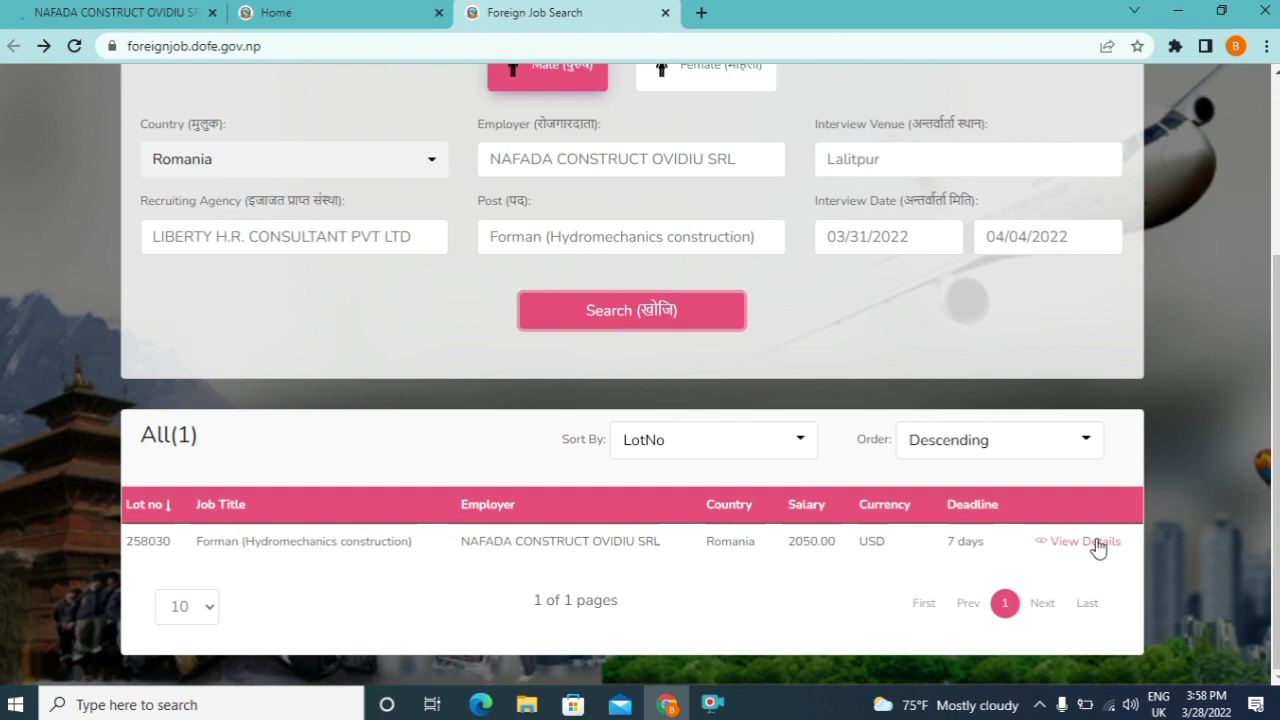 NAFADA CONSTRUCT OVIDIU SR
Home
Foreign Job Search
foreignjob.dofe.gov.np
B
Male (पुरुष)
Female (महिला)
Country (मुलुक):
Employer (रोजगारदाता):
Interview Venue (अन्तर्वार्ता स्थान):
Romania
NAFADA CONSTRUCT OVIDIU SRL
Lalitpur
Recruiting Agency (इजाजत प्राप्त संस्था):
Post (पद):
Interview Date (अन्तर्वार्ता मिति):
LIBERTY H.R. CONSULTANT PVT LTD
Forman (Hydromechanics construction)
03/31/2022
04/04/2022
Search (खोजि)
All(1)
Sort By:
LotNo
Order:
Descending
Lot no Job Title Employer Country Salary Currency Deadline
258030 Forman (Hydromechanics construction) NAFADA CONSTRUCT OVIDIU SRL Romania 2050.00 USD 7 days View Details
10
1 of 1 pages
First Prev 1 Next Last
Type here to search
B
75°F Mostly cloudy
ENG
UK
3:58 PM
3/28/2022